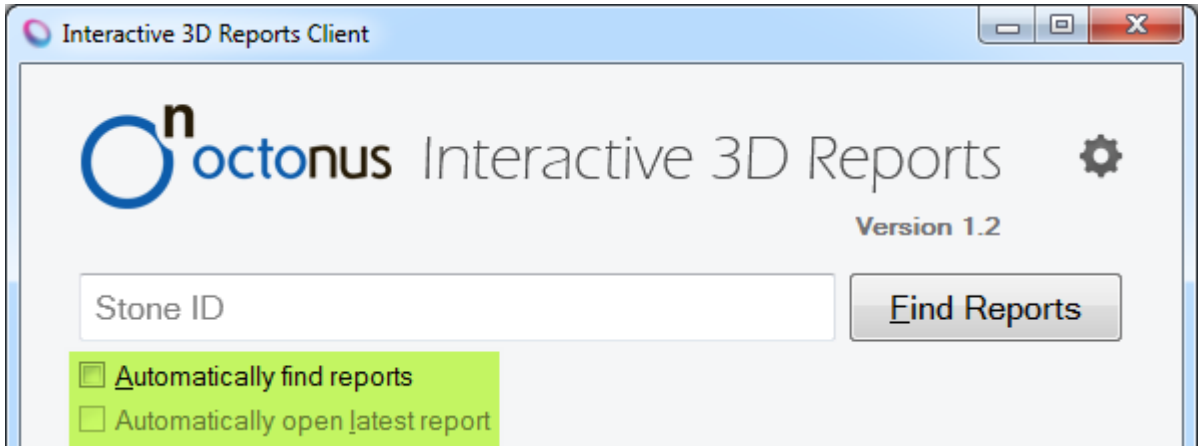 Interactive 3D Reports Client
n
octonus Interactive 3D Reports
Version 1.2
Stone ID
Find Reports
Automatically find reports
Automatically open latest report